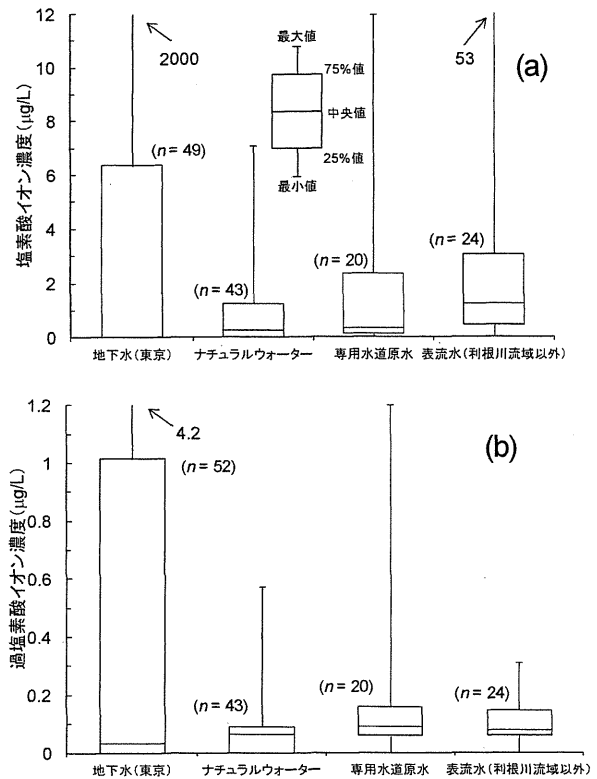 12
10
8
6
4
2
0
塩素酸イオン濃度(μg/L)
2000
(n= 49)
最大値
75%値
中央値
25%値
最小値
53
(a)
(n = 43)
(n = 20)
(n = 24)
地下水(東京)
ナチュラルウォーター
専用水道原水
表流水(利根川流域以外)
1.2
1
0.8
0.6
0.4
0.2
0
過塩素酸イオン濃度(μg/L)
4.2
(n = 52)
(b)
(n = 43)
(n = 20)
(n = 24)
地下水(東京)
ナチュラルウォーター
専用水道原水
表流水(利根川流域以外)